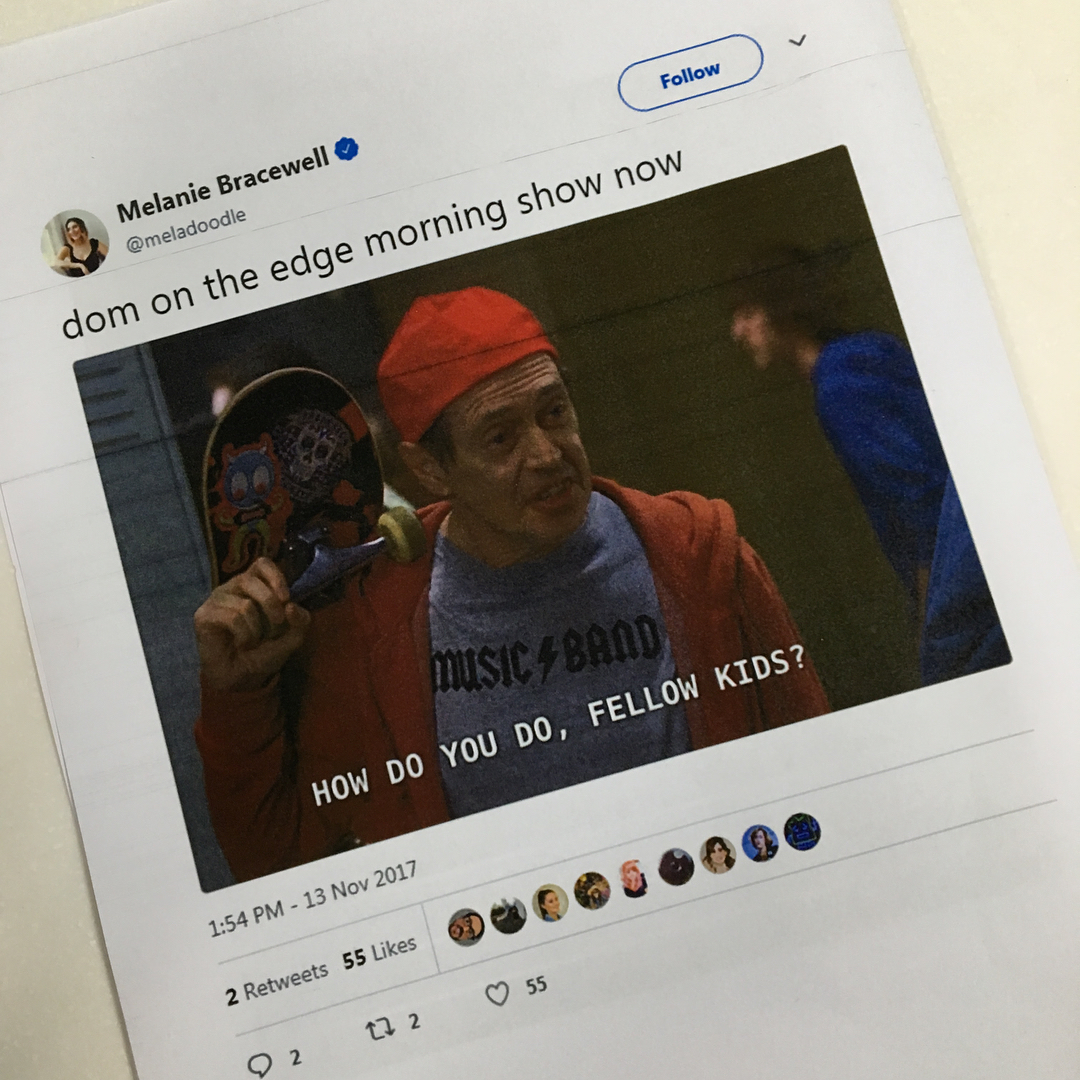 Follow
Melanie Bracewell
@meladoodle
dom on the edge morning show now
MUSIC BAND
HOW DO YOU DO, FELLOW KIDS?
1:54 PM - 13 Nov 2017
2 Retweets 55 Likes
2 2 55